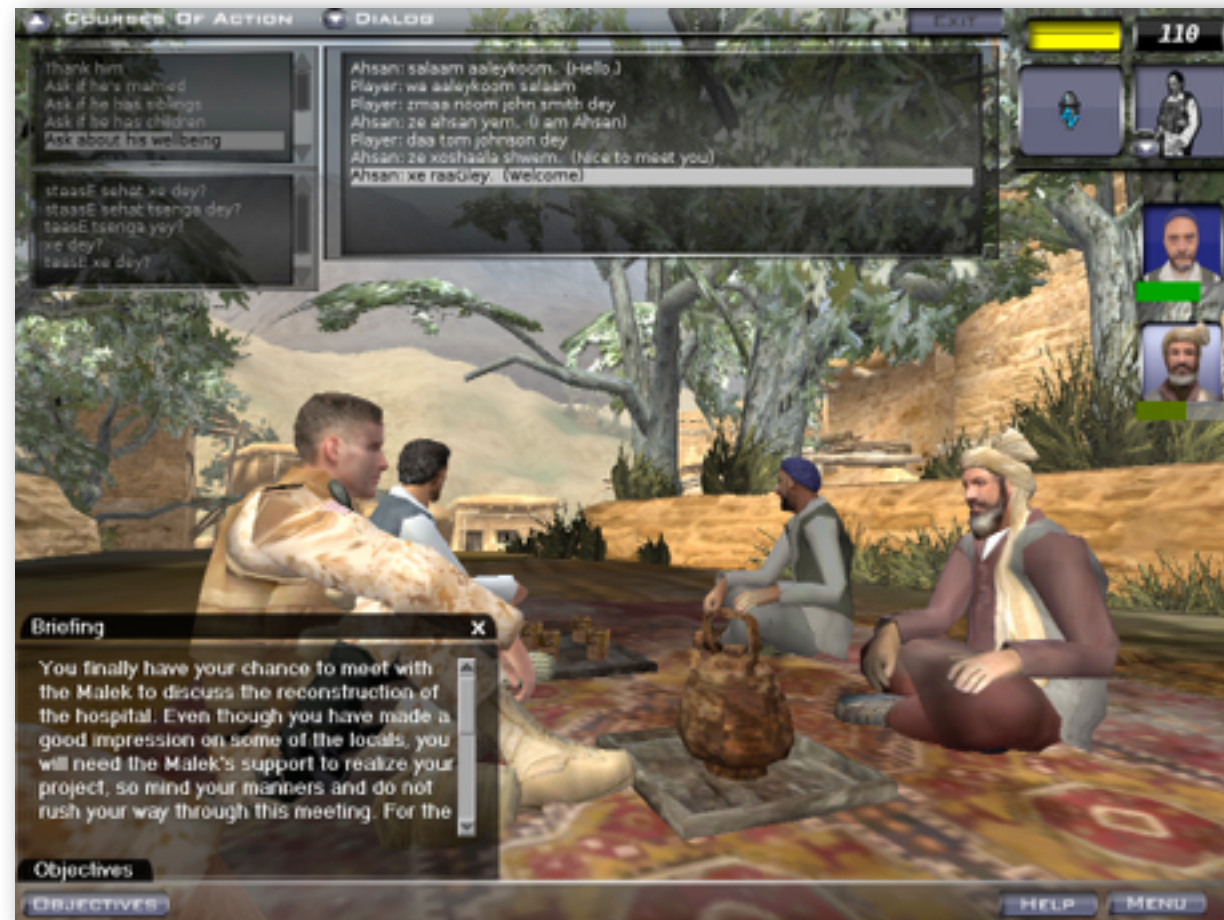 COURSES OF ACTION
DIALOG
EXIT
110
Thank him
Ask if he's married
Ask if he has siblings
Ask if he has children
Ask about his wellbeing
staasE sehat xe dey?
staasE sehat tsenga dey?
taasE tsenga yey?
xe dey?
taasE xe dey?
Ahsan: salaam aaleykoom. (Hello.)
Player: wa aaleykoom salaam
Player: zmaa noom john smith dey
Ahsan: ze ahsan yem. (I am Ahsan)
Player: daa tom johnson dey
Ahsan: ze xoshaala shwem. (Nice to meet you)
Ahsan: xe raaGley. (Welcome)
Briefing
X
You finally have your chance to meet with
the Malek to discuss the reconstruction of
the hospital. Even though you have made a
good impression on some of the locals, you
will need the Malek's support to realize your
project, so mind your manners and do not
rush your way through this meeting. For the
Objectives
OBJECTIVES
HELP
MENU